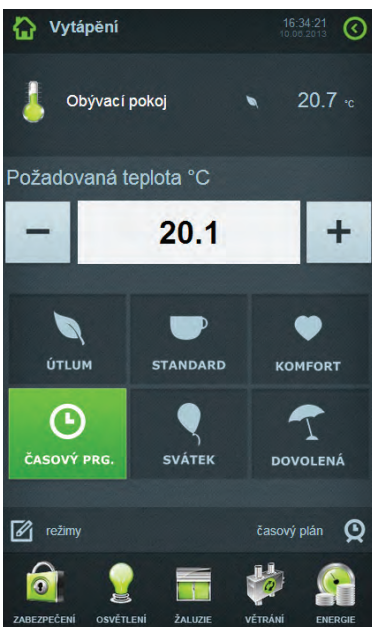 Vytápění 16:34:21
10.06.2013
Obývací pokoj 20.7 °C
Požadovaná teplota °C
− 20.1 +
ÚTLUM STANDARD KOMFORT
ČASOVÝ PRG. SVÁTEK DOVOLENÁ
režimy časový plán
ZABEZPEČENÍ OSVĚTLENÍ ŽALUZIE VĚTRÁNÍ ENERGIE